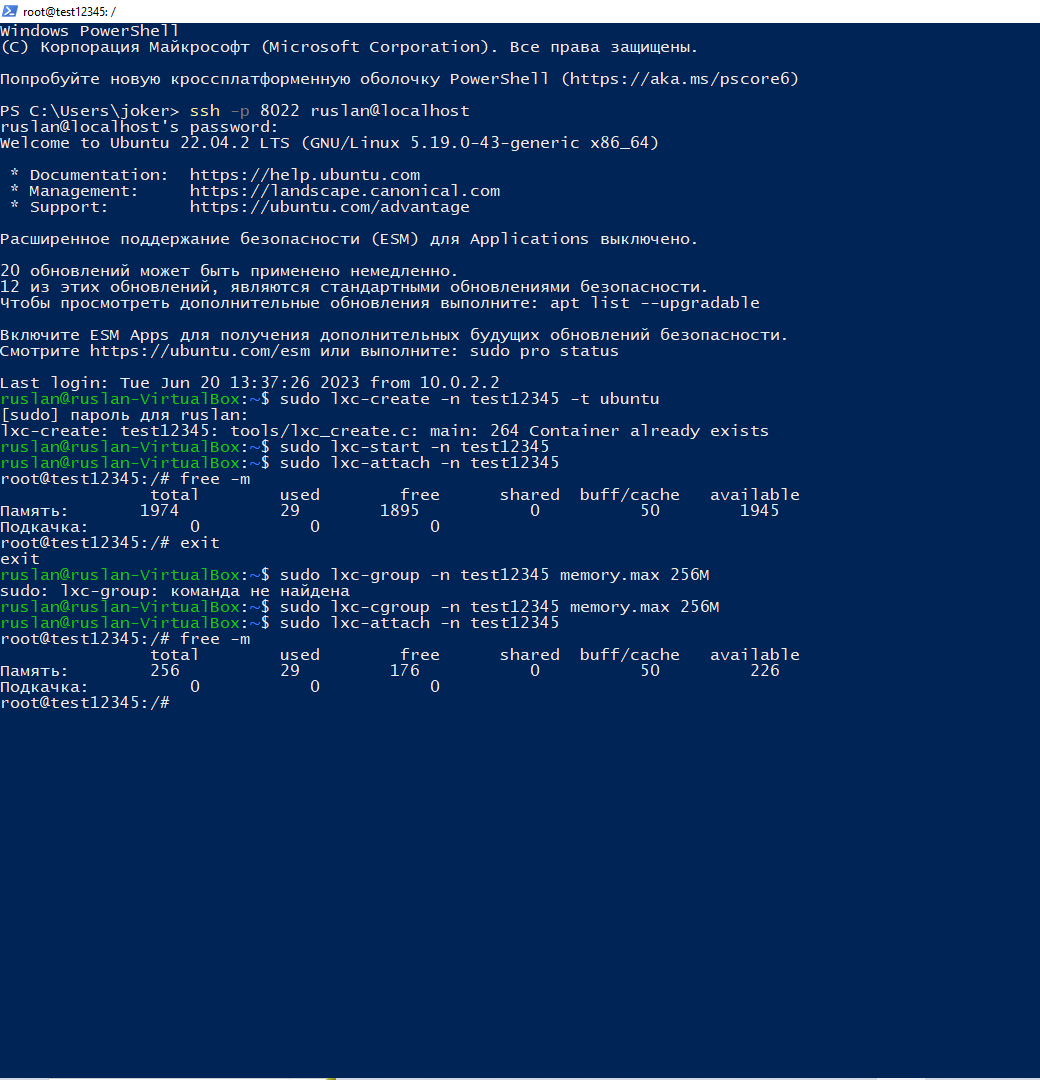 root@test12345: /
Windows PowerShell
(C) Корпорация Майкрософт (Microsoft Corporation). Все права защищены.
Попробуйте новую кроссплатформенную оболочку PowerShell (https://aka.ms/pscore6)
PS C:\Users\joker> ssh -p 8022 ruslan@localhost
ruslan@localhost's password:
Welcome to Ubuntu 22.04.2 LTS (GNU/Linux 5.19.0-43-generic x86_64)
* Documentation:  https://help.ubuntu.com
* Management:     https://landscape.canonical.com
* Support:        https://ubuntu.com/advantage
Расширенное поддержание безопасности (ESM) для Applications выключено.
20 обновлений может быть применено немедленно.
12 из этих обновлений, являются стандартными обновлениями безопасности.
Чтобы просмотреть дополнительные обновления выполните: apt list --upgradable
Включите ESM Apps для получения дополнительных будущих обновлений безопасности.
Смотрите https://ubuntu.com/esm или выполните: sudo pro status
Last login: Tue Jun 20 13:37:26 2023 from 10.0.2.2
ruslan@ruslan-VirtualBox:~$ sudo lxc-create -n test12345 -t ubuntu
[sudo] пароль для ruslan:
lxc-create: test12345: tools/lxc_create.c: main: 264 Container already exists
ruslan@ruslan-VirtualBox:~$ sudo lxc-start -n test12345
ruslan@ruslan-VirtualBox:~$ sudo lxc-attach -n test12345
root@test12345:/# free -m
total        used        free      shared  buff/cache   available
Память:       1974          29        1895           0          50        1945
Подкачка:          0           0           0
root@test12345:/# exit
exit
ruslan@ruslan-VirtualBox:~$ sudo lxc-group -n test12345 memory.max 256M
sudo: lxc-group: команда не найдена
ruslan@ruslan-VirtualBox:~$ sudo lxc-cgroup -n test12345 memory.max 256M
ruslan@ruslan-VirtualBox:~$ sudo lxc-attach -n test12345
root@test12345:/# free -m
total        used        free      shared  buff/cache   available
Память:        256          29         176           0          50         226
Подкачка:          0           0           0
root@test12345:/#